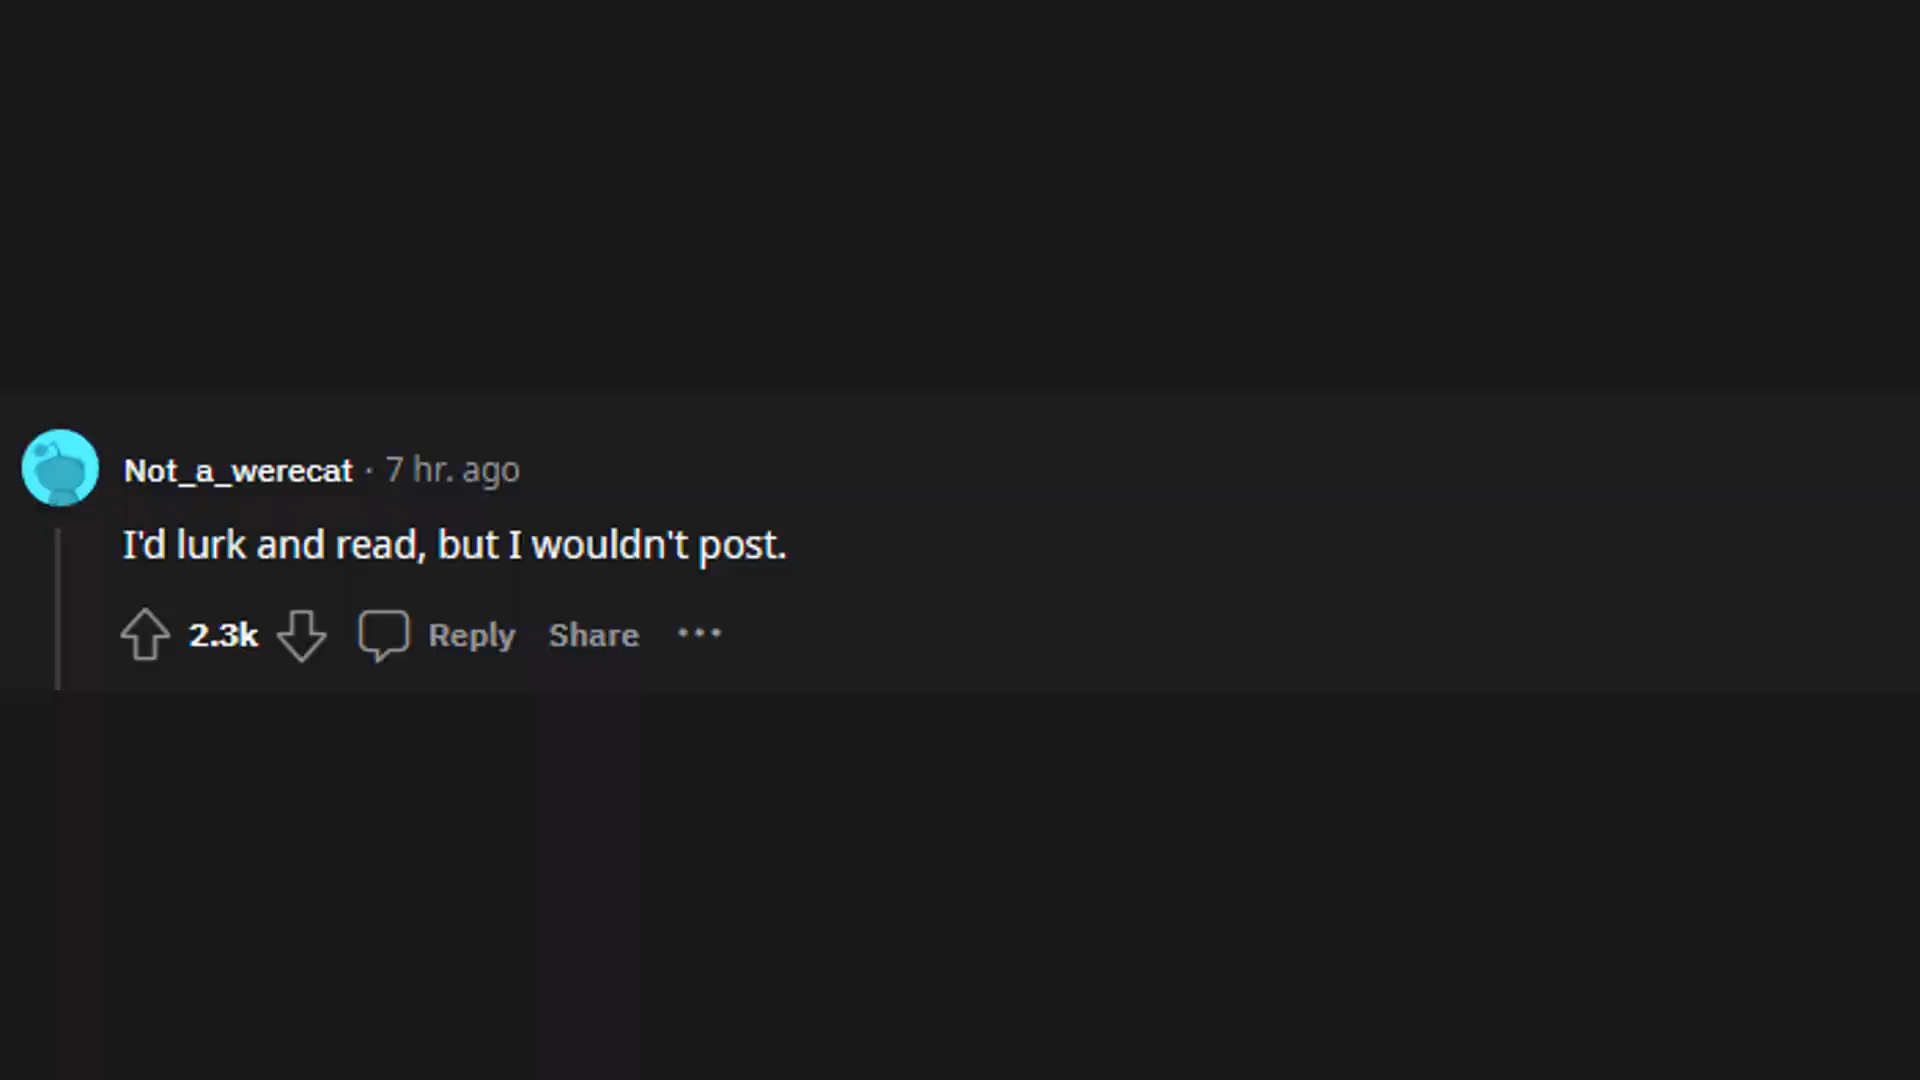 Not_a_werecat · 7 hr. ago
I'd lurk and read, but I wouldn't post.
2.3k Reply Share ···